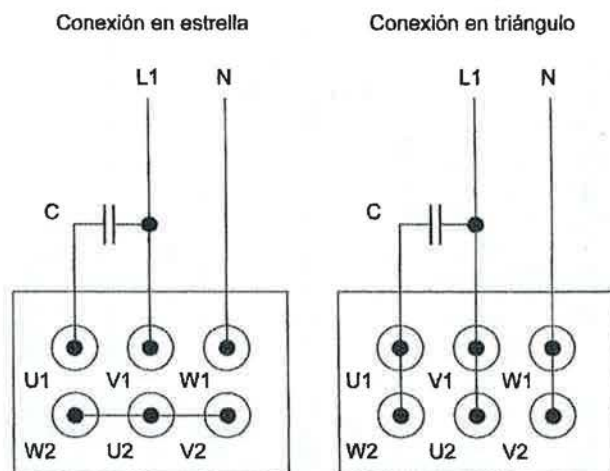 Conexión en estrella
Conexión en triángulo
L1 N
L1 N
C
C
U1 V1 W1
U1 V1 W1
W2 U2 V2
W2 U2 V2